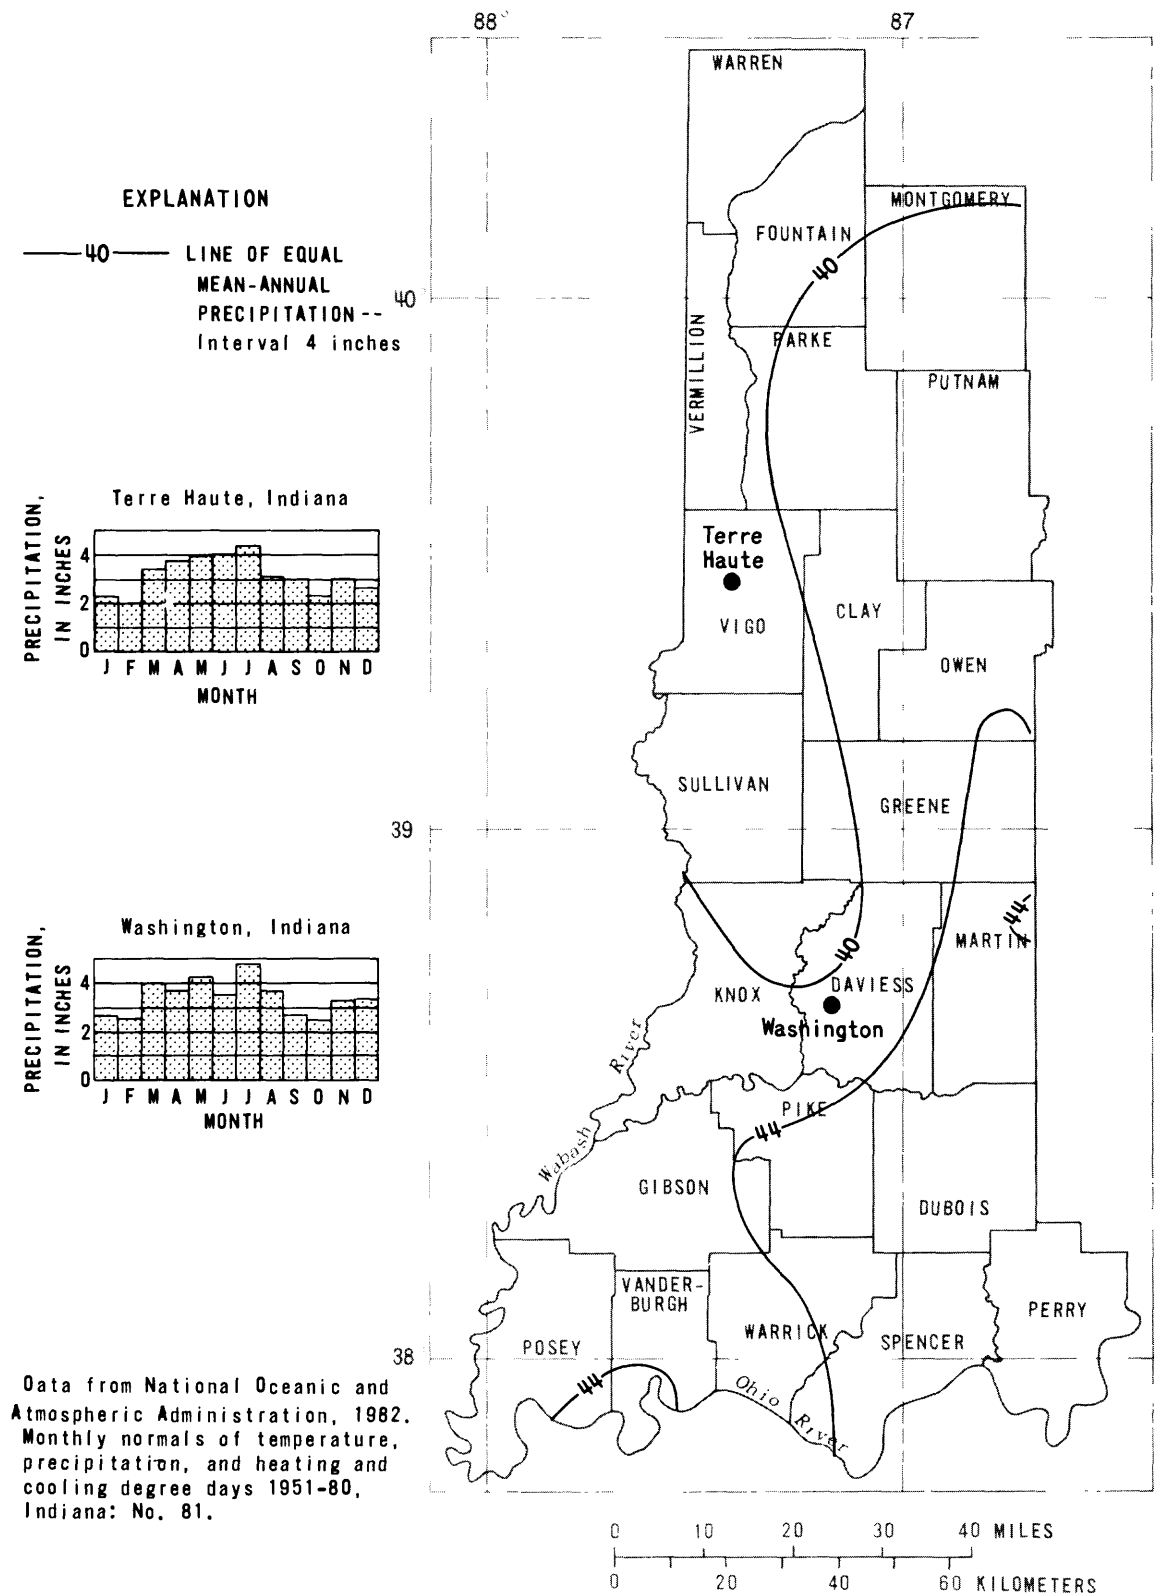 88°
87
WARREN
EXPLANATION
MONTGOMERY
FOUNTAIN
40
LINE OF EQUAL
MEAN-ANNUAL
PRECIPITATION--
Interval 4 inches
40
40°
PARKE
VERMILLION
PUTNAM
Terre Haute, Indiana
PRECIPITATION,
IN INCHES
4
2
0
J F M A M J J A S O N D
MONTH
Terre
Haute
CLAY
VIGO
OWEN
SULLIVAN
GREENE
39
44
MARTIN
40
DAVIESS
KNOX
Washington
Washington, Indiana
PRECIPITATION,
IN INCHES
4
2
0
J F M A M J J A S O N D
MONTH
Wabash River
PIKE
44
GIBSON
DUBOIS
VANDER-
BURGH
PERRY
WARRICK
SPENCER
POSEY
38
44
Ohio River
Data from National Oceanic and
Atmospheric Administration, 1982.
Monthly normals of temperature,
precipitation, and heating and
cooling degree days 1951-80,
Indiana: No. 81.
0 10 20 30 40 MILES
0 20 40 60 KILOMETERS